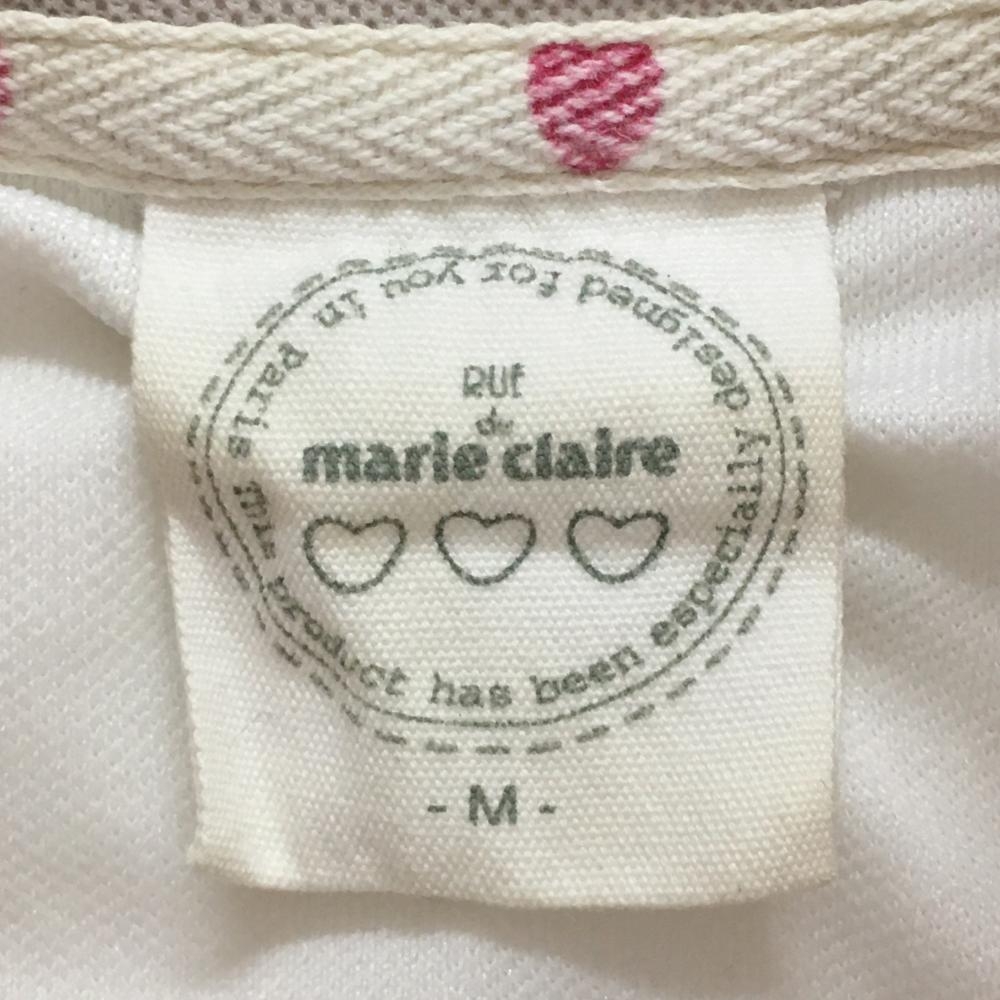 RUE
de
marie claire
This product has been especially designed for you in Paris
- M -